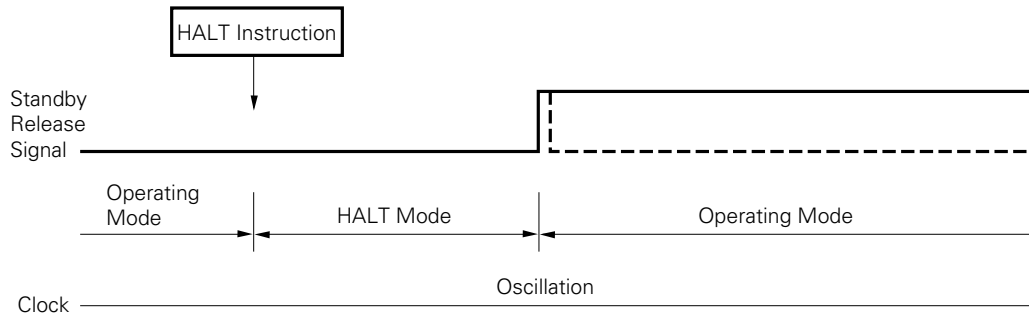 HALT Instruction
Standby
Release
Signal
Operating
Mode
HALT Mode
Operating Mode
Oscillation
Clock